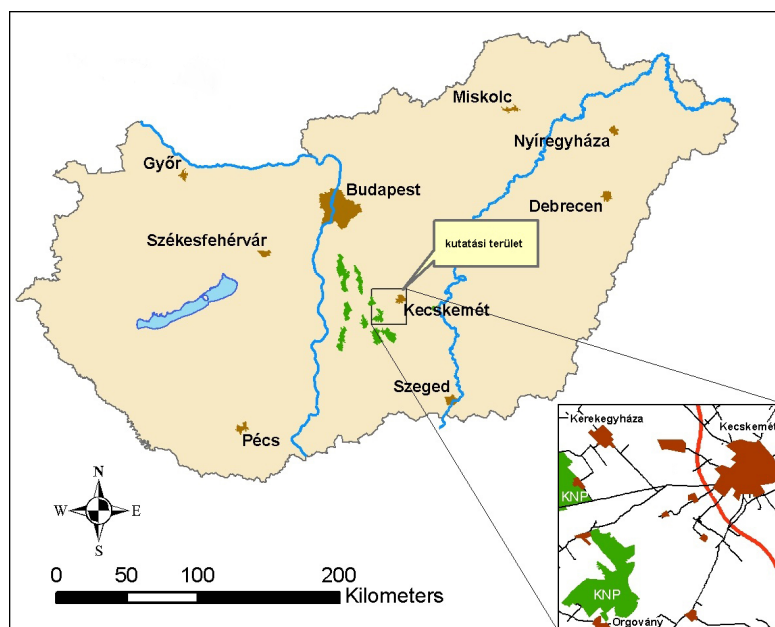 Miskolc
Nyíregyháza
Győr
Budapest
Debrecen
Székesfehérvár
kutatási terület
Kecskemét
Szeged
Pécs
Kerekegyháza
Kecskemét
KNP
KNP
Orgovány
N
W
E
S
0 50 100 200
Kilometers